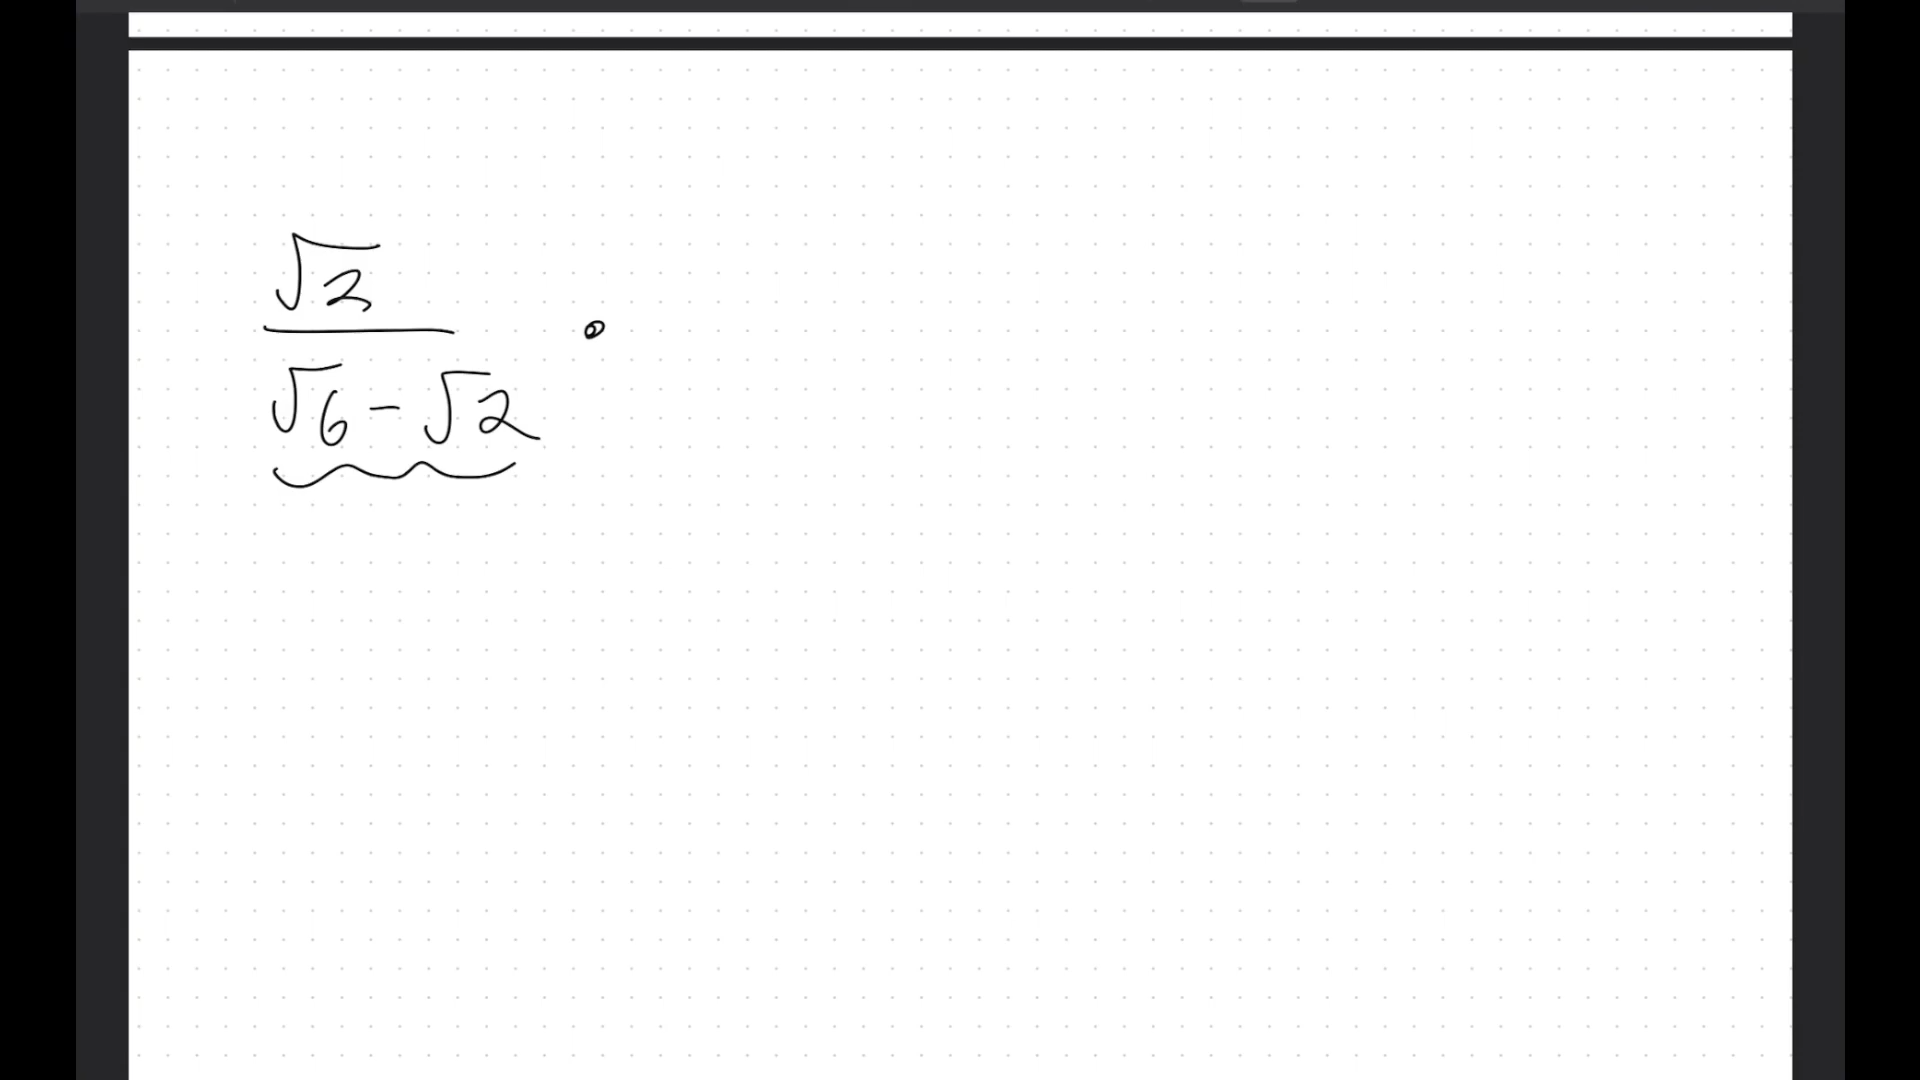 √2
―――― •
√6 - √2